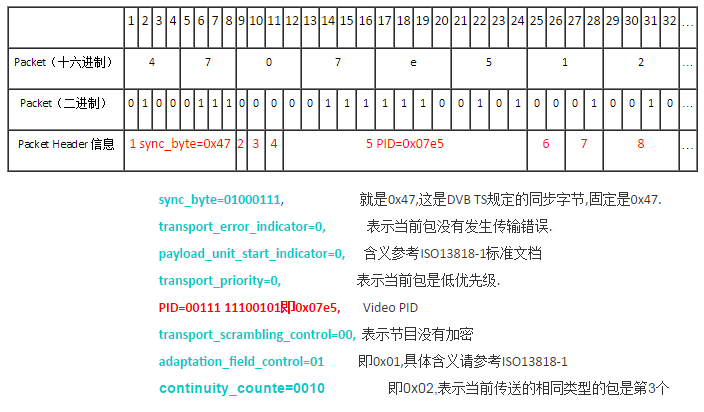 1 2 3 4 5 6 7 8 9 10 11 12 13 14 15 16 17 18 19 20 21 22 23 24 25 26 27 28 29 30 31 32 ...
Packet（十六进制） 4 7 0 7 e 5 1 2 ...
Packet（二进制） 0 1 0 0 0 1 1 1 0 0 0 0 0 1 1 1 1 1 1 0 0 1 0 1 0 0 0 1 0 0 1 0 ...
Packet Header 信息 1 sync_byte=0x47 2 3 4 5 PID=0x07e5 6 7 8 ...
sync_byte=01000111, 就是0x47,这是DVB TS规定的同步字节,固定是0x47.
transport_error_indicator=0, 表示当前包没有发生传输错误.
payload_unit_start_indicator=0, 含义参考ISO13818-1标准文档
transport_priority=0, 表示当前包是低优先级.
PID=00111 11100101即0x07e5, Video PID
transport_scrambling_control=00, 表示节目没有加密
adaptation_field_control=01 即0x01,具体含义请参考ISO13818-1
continuity_counte=0010 即0x02,表示当前传送的相同类型的包是第3个